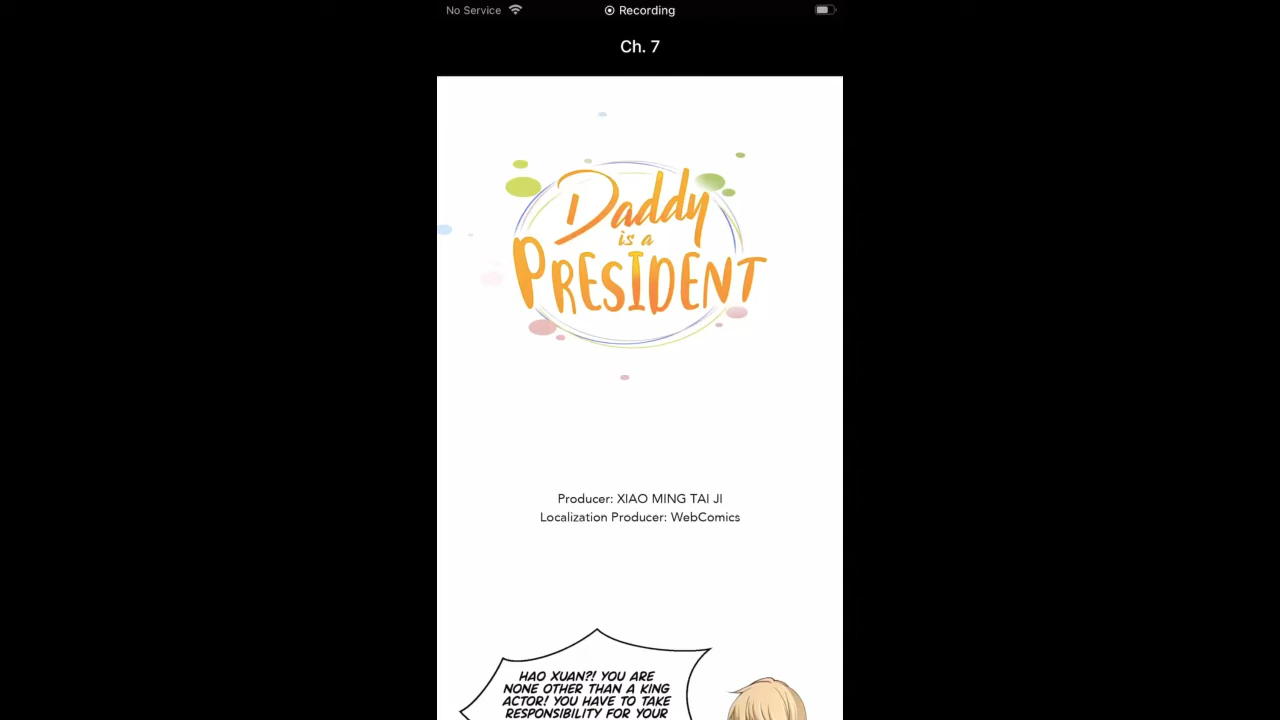 No Service
Recording
Ch. 7
Daddy
is a
PRESIDENT
Producer: XIAO MING TAI JI
Localization Producer: WebComics
HAO XUAN?! YOU ARE
NONE OTHER THAN A KING
ACTOR! YOU HAVE TO TAKE
RESPONSIBILITY FOR YOUR